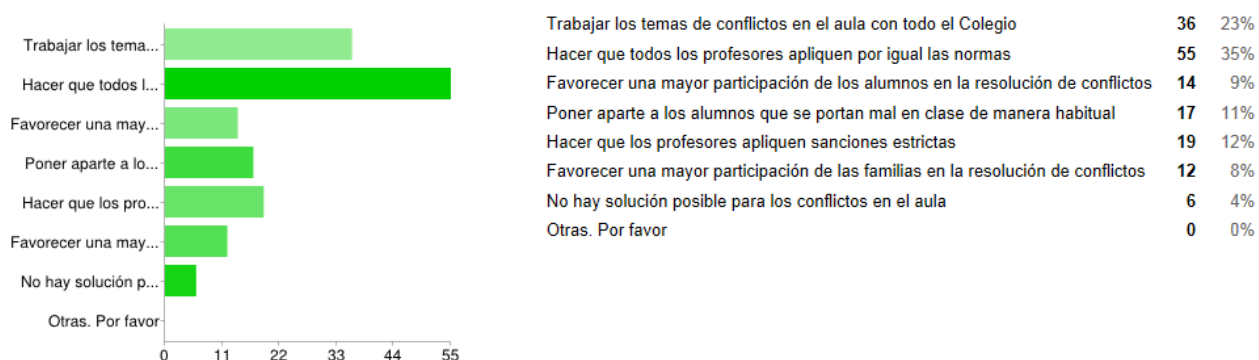 Trabajar los tema...
Hacer que todos l...
Favorecer una may...
Poner aparte a lo...
Hacer que los pro...
Favorecer una may...
No hay solución p...
Otras. Por favor
0 11 22 33 44 55
Trabajar los temas de conflictos en el aula con todo el Colegio 36 23%
Hacer que todos los profesores apliquen por igual las normas 55 35%
Favorecer una mayor participación de los alumnos en la resolución de conflictos 14 9%
Poner aparte a los alumnos que se portan mal en clase de manera habitual 17 11%
Hacer que los profesores apliquen sanciones estrictas 19 12%
Favorecer una mayor participación de las familias en la resolución de conflictos 12 8%
No hay solución posible para los conflictos en el aula 6 4%
Otras. Por favor 0 0%